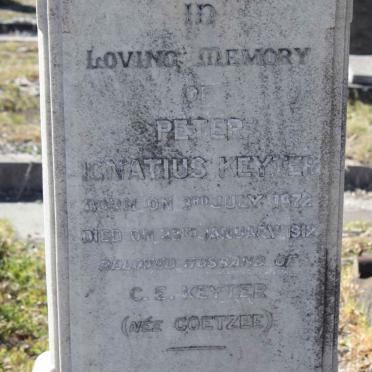 IN
LOVING MEMORY
OF
PETER
IGNATIUS KEYTER
BORN ON 3RD JULY 1872
DIED ON 23RD JANUARY 1912
BELOVED HUSBAND OF
C. E. KEYTER
(NÉE COETZEE)